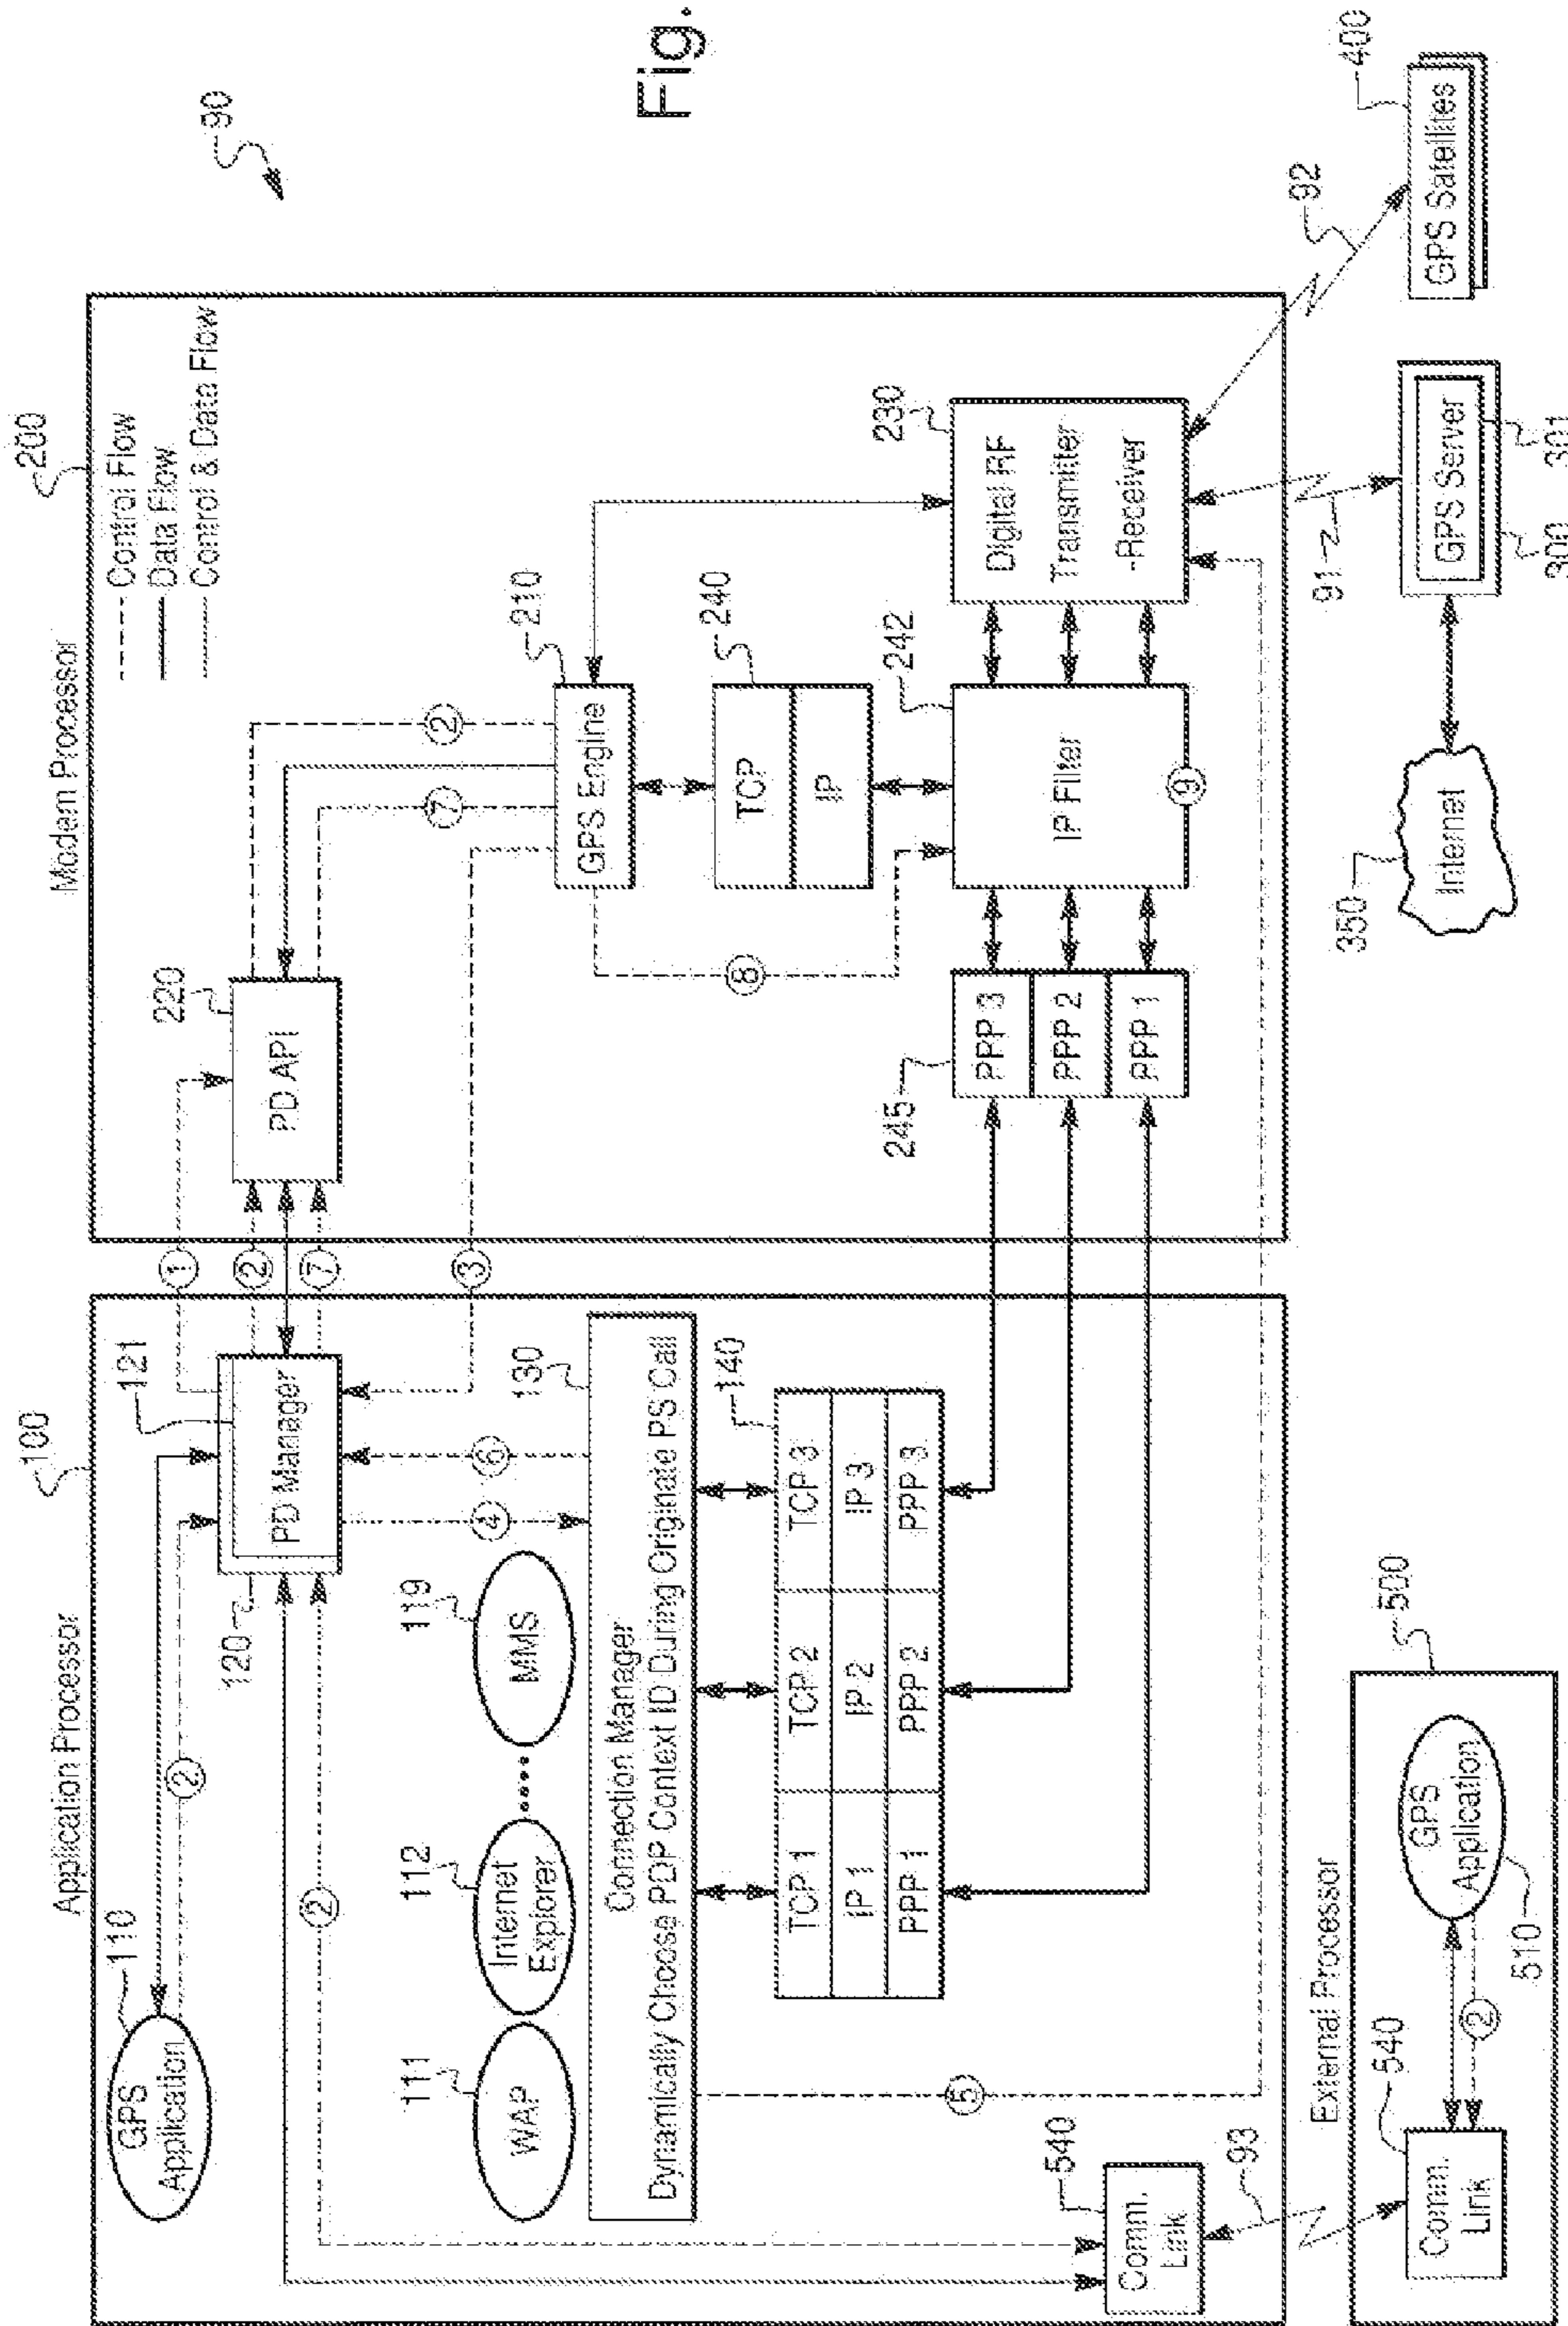 Fig.
90
Application Processor
100
Modem Processor
200
Control Flow
Data Flow
Control & Data Flow
GPS
Application
110
2
2
PD Manager
120
121
1
2
7
3
PD API
220
2
7
4
6
WAP
111
Internet
Explorer
112
MMS
119
Connection Manager
Dynamically Choose PDP Context ID During Originate PS Call
130
TCP 1
TCP 2
TCP 3
IP 1
IP 2
IP 3
PPP 1
PPP 2
PPP 3
140
5
Comm.
Link
540
93
GPS Engine
210
8
TCP
IP
240
IP Filter
242
9
PPP 3
PPP 2
PPP 1
245
Digital RF
Transmitter
-Receiver
230
External Processor
500
Comm.
Link
540
2
GPS
Application
510
Internet
350
GPS Server
300
301
91
92
GPS Satellites
400